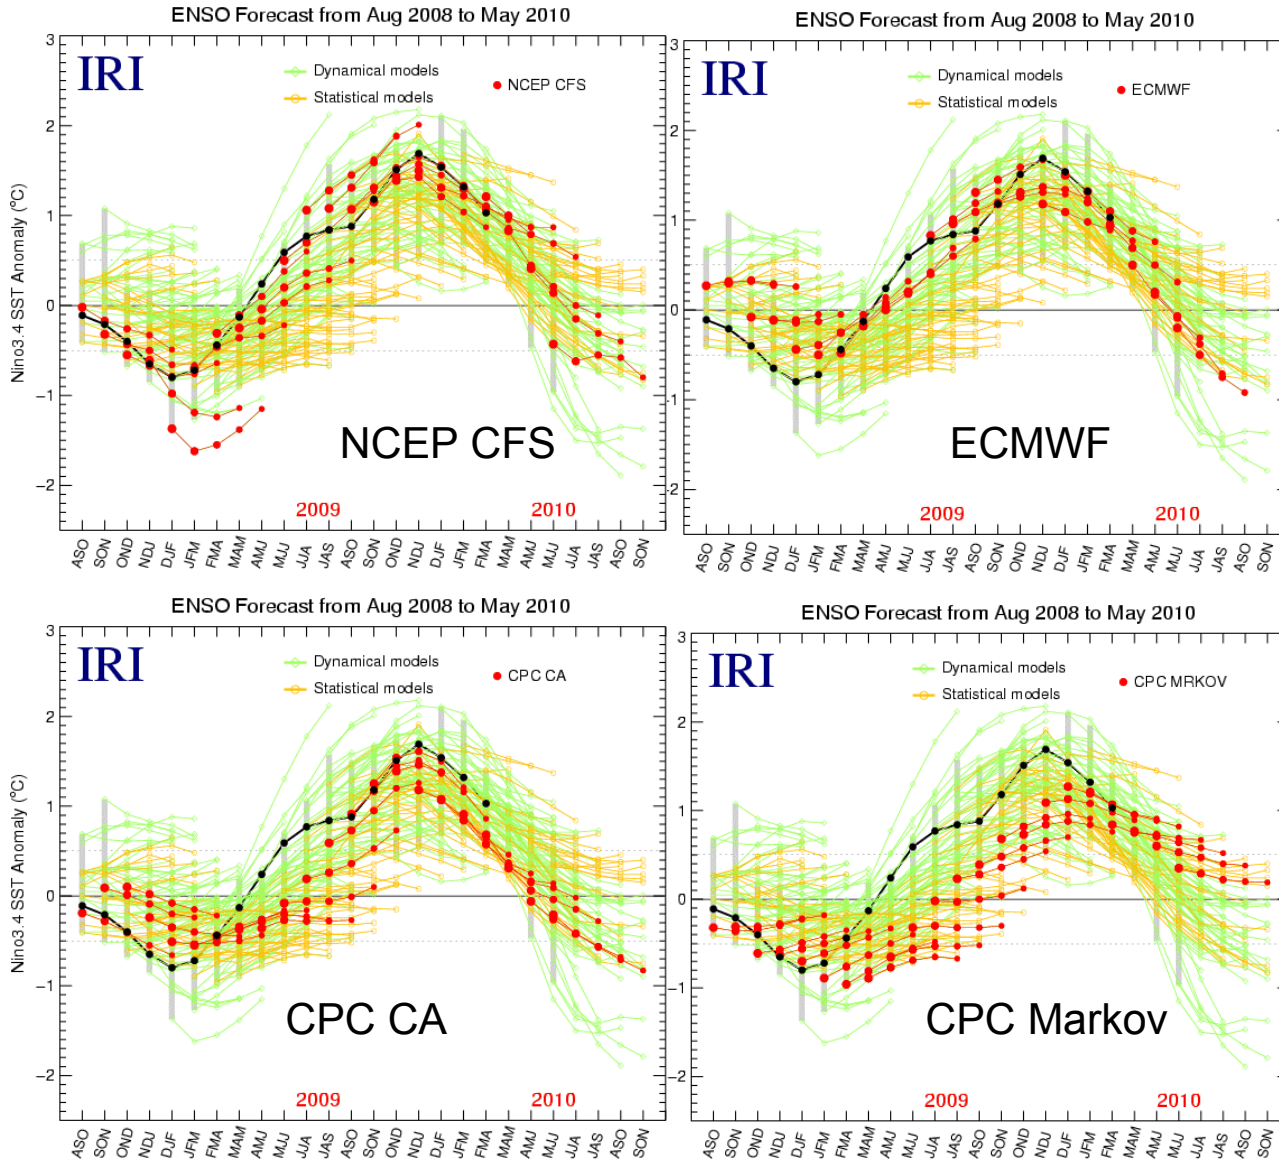 ENSO Forecast from Aug 2008 to May 2010
3
2
1
0
−1
−2
Nino3.4 SST Anomaly (°C)
IRI
Dynamical models
Statistical models
NCEP CFS
NCEP CFS
2009
2010
ASO SON OND NDJ DJF JFM FMA MAM AMJ MJJ JJA JAS ASO SON OND NDJ DJF JFM FMA MAM AMJ MJJ JJA JAS ASO SON
ENSO Forecast from Aug 2008 to May 2010
3
2
1
0
-1
-2
IRI
Dynamical models
Statistical models
ECMWF
ECMWF
2009
2010
ASO SON OND NDJ DJF JFM FMA MAM AMJ MJJ JJA JAS ASO SON OND NDJ DJF JFM FMA MAM AMJ MJJ JJA JAS ASO SON
ENSO Forecast from Aug 2008 to May 2010
3
2
1
0
−1
−2
Nino3.4 SST Anomaly (°C)
IRI
Dynamical models
Statistical models
CPC CA
CPC CA
2009
2010
ASO SON OND NDJ DJF JFM FMA MAM AMJ MJJ JJA JAS ASO SON OND NDJ DJF JFM FMA MAM AMJ MJJ JJA JAS ASO SON
ENSO Forecast from Aug 2008 to May 2010
3
2
1
0
-1
-2
IRI
Dynamical models
Statistical models
CPC MRKOV
CPC Markov
2009
2010
ASO SON OND NDJ DJF JFM FMA MAM AMJ MJJ JJA JAS ASO SON OND NDJ DJF JFM FMA MAM AMJ MJJ JJA JAS ASO SON